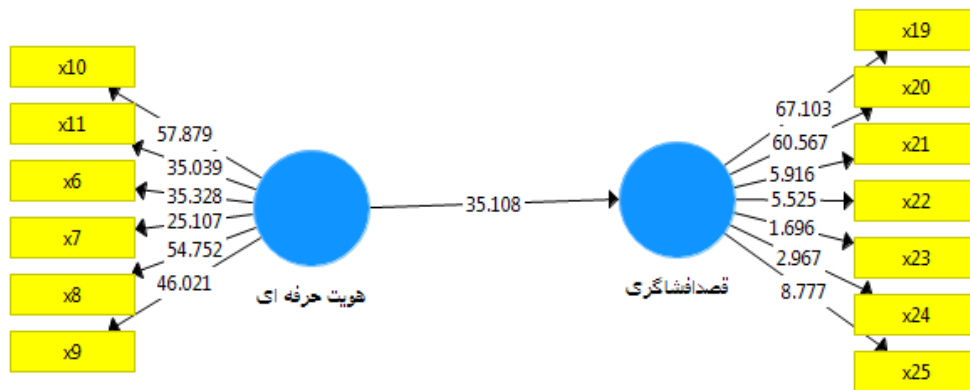 x10
x11
x6
x7
x8
x9
57.879
35.039
35.328
25.107
54.752
46.021
هویت حرفه ای
35.108
قصدافشاگری
67.103
60.567
5.916
5.525
1.696
2.967
8.777
x19
x20
x21
x22
x23
x24
x25